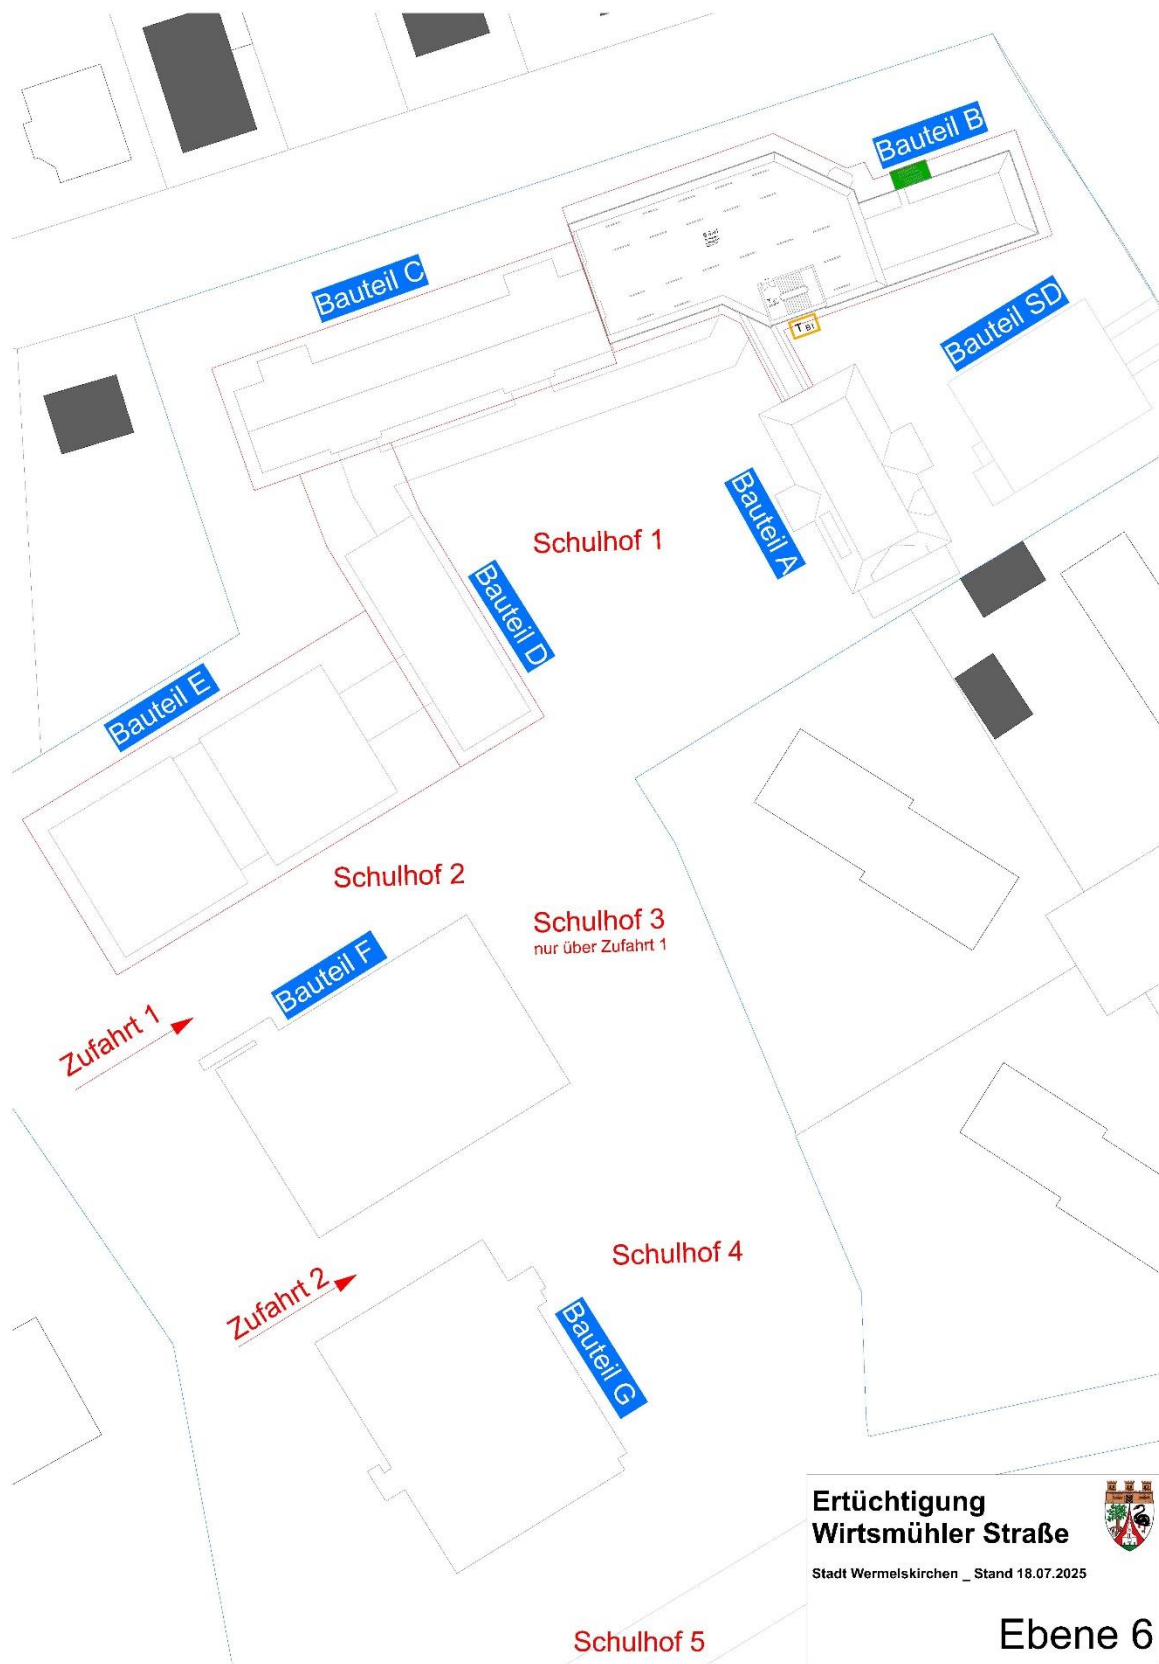 Bauteil B
Bauteil C
Bauteil SD
T B1
Bauteil A
Schulhof 1
Bauteil D
Bauteil E
Schulhof 2
Schulhof 3
nur über Zufahrt 1
Bauteil F
Zufahrt 1
Schulhof 4
Zufahrt 2
Bauteil G
Ertüchtigung
Wirtsmühler Straße
Stadt Wermelskirchen _ Stand 18.07.2025
Ebene 6
Schulhof 5